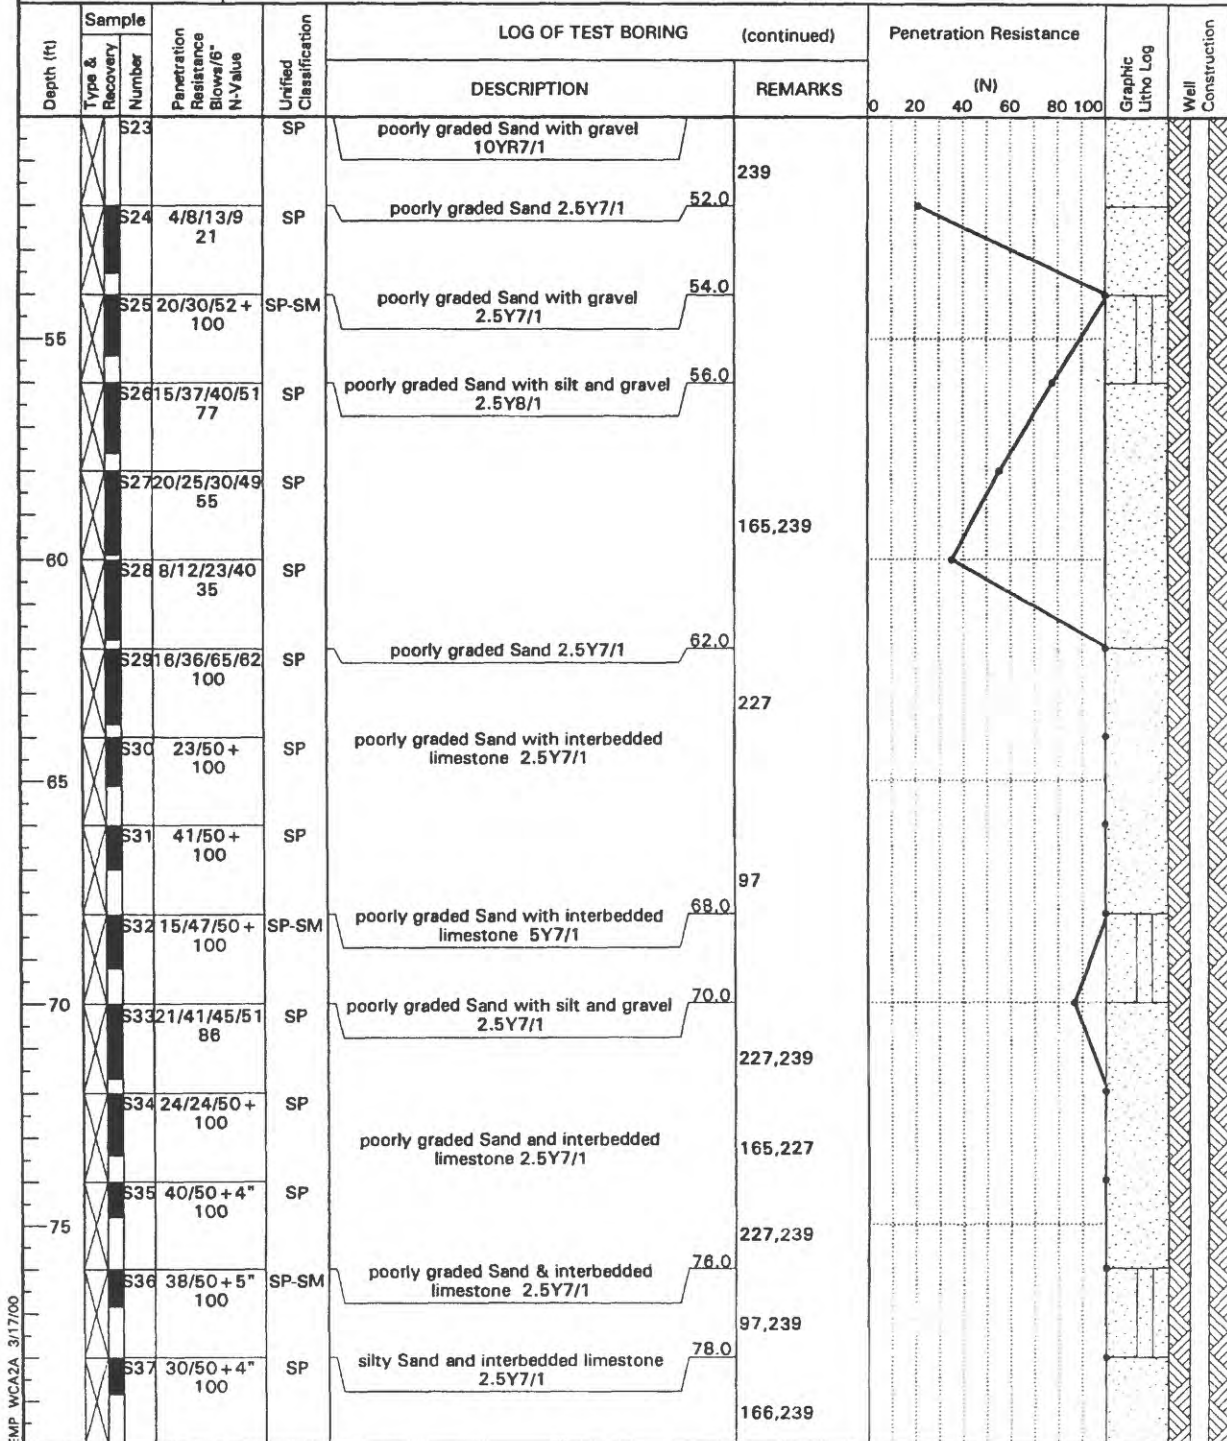 Sample
LOG OF TEST BORING (continued)
Penetration Resistance
Depth (ft)
Type &
Recovery
Number
Penetration
Resistance
Blows/6"
N-Value
Unified
Classification
DESCRIPTION
REMARKS
(N)
0 20 40 60 80 100
Graphic
Litho Log
Well
Construction
S23 SP poorly graded Sand with gravel
10YR7/1
239
S24 4/8/13/9 SP poorly graded Sand 2.5Y7/1 52.0
21
S25 20/30/52+ SP-SM poorly graded Sand with gravel 54.0
100 2.5Y7/1
55
S26 15/37/40/51 SP poorly graded Sand with silt and gravel 56.0
77 2.5Y8/1
S27 20/25/30/49 SP
55
165,239
60
S28 8/12/23/40 SP
35
S29 16/36/65/62 SP poorly graded Sand 2.5Y7/1 62.0
100
227
S30 23/50+ SP poorly graded Sand with interbedded
100 limestone 2.5Y7/1
65
S31 41/50+ SP
100
97
S32 15/47/50+ SP-SM poorly graded Sand with interbedded 68.0
100 limestone 5Y7/1
70
S33 21/41/45/51 SP poorly graded Sand with silt and gravel 70.0
86 2.5Y7/1
227,239
S34 24/24/50+ SP
100
poorly graded Sand and interbedded
limestone 2.5Y7/1
165,227
S35 40/50+4" SP
100
75
227,239
S36 38/50+5" SP-SM poorly graded Sand & interbedded 76.0
100 limestone 2.5Y7/1
97,239
S37 30/50+4" SP silty Sand and interbedded limestone 78.0
100 2.5Y7/1
166,239
EMP WCA2A 3/17/00